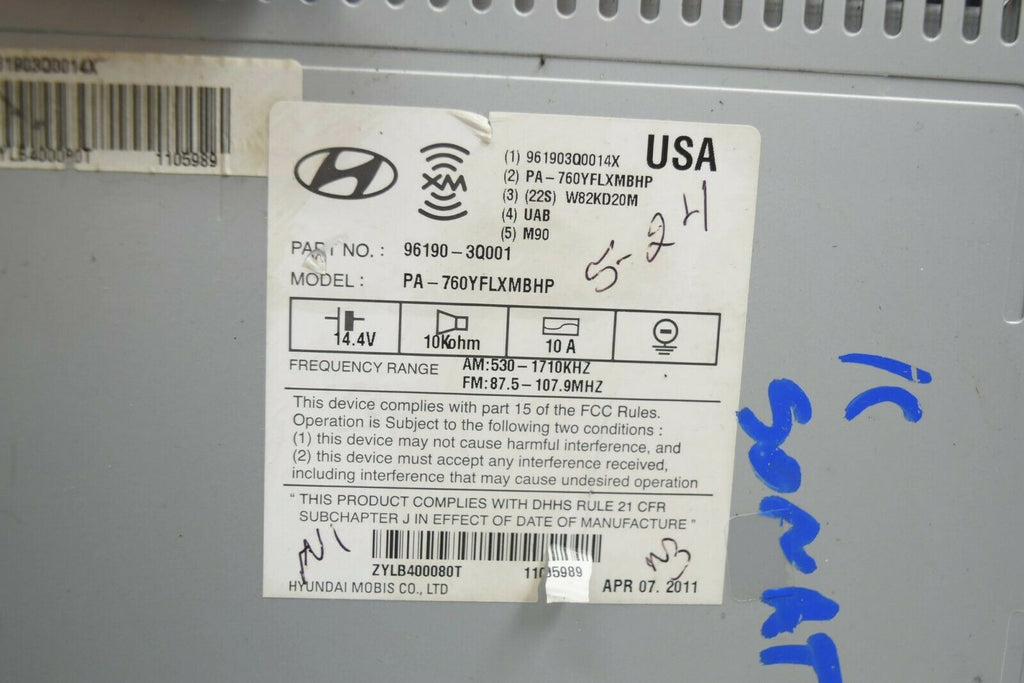 961903Q0014X
1105989
XM
(1) 961903Q0014X
(2) PA-760YFLXMBHP
(3) (22S) W82KD20M
(4) UAB
(5) M90
USA
5-24
PART NO. : 96190-3Q001
MODEL : PA-760YFLXMBHP
14.4V 10Kohm 10 A
FREQUENCY RANGE AM:530-1710KHZ
FM:87.5-107.9MHZ
This device complies with part 15 of the FCC Rules.
Operation is Subject to the following two conditions :
(1) this device may not cause harmful interference, and
(2) this device must accept any interference received,
including interference that may cause undesired operation
" THIS PRODUCT COMPLIES WITH DHHS RULE 21 CFR
SUBCHAPTER J IN EFFECT OF DATE OF MANUFACTURE "
ZYLB400080T 1105989
HYUNDAI MOBIS CO., LTD APR 07. 2011
SONAT